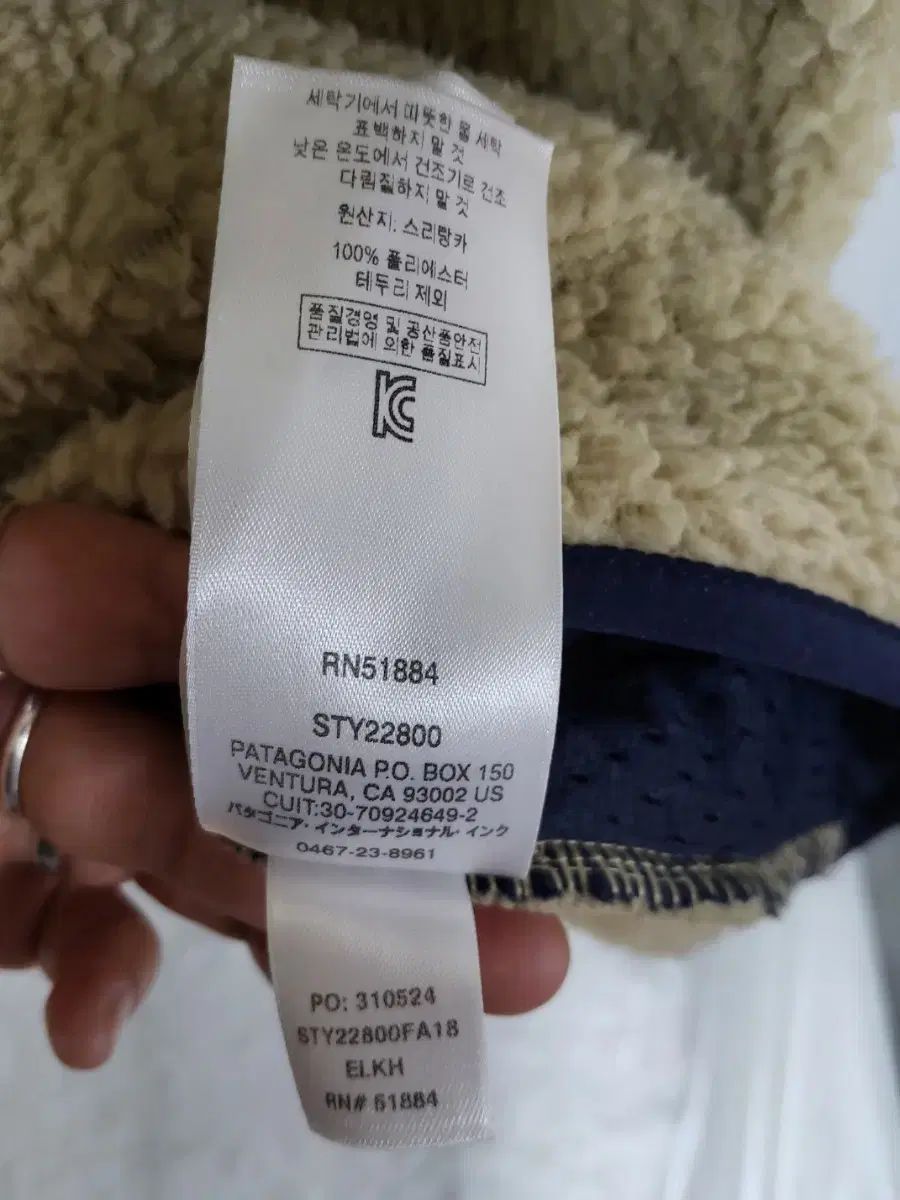 세탁기에서 따뜻한 물 세탁
표백하지 말 것
낮은 온도에서 건조기로 건조
다림질하지 말 것
원산지: 스리랑카
100% 폴리에스터
테두리 제외
품질경영 및 공산품안전
관리법에 의한 품질표시
KC
RN51884
STY22800
PATAGONIA P.O. BOX 150
VENTURA, CA 93002 US
CUIT:30-70924649-2
パタゴニア・インターナショナル・インク
0467-23-8961
PO: 310524
STY22800FA18
ELKH
RN# 51884